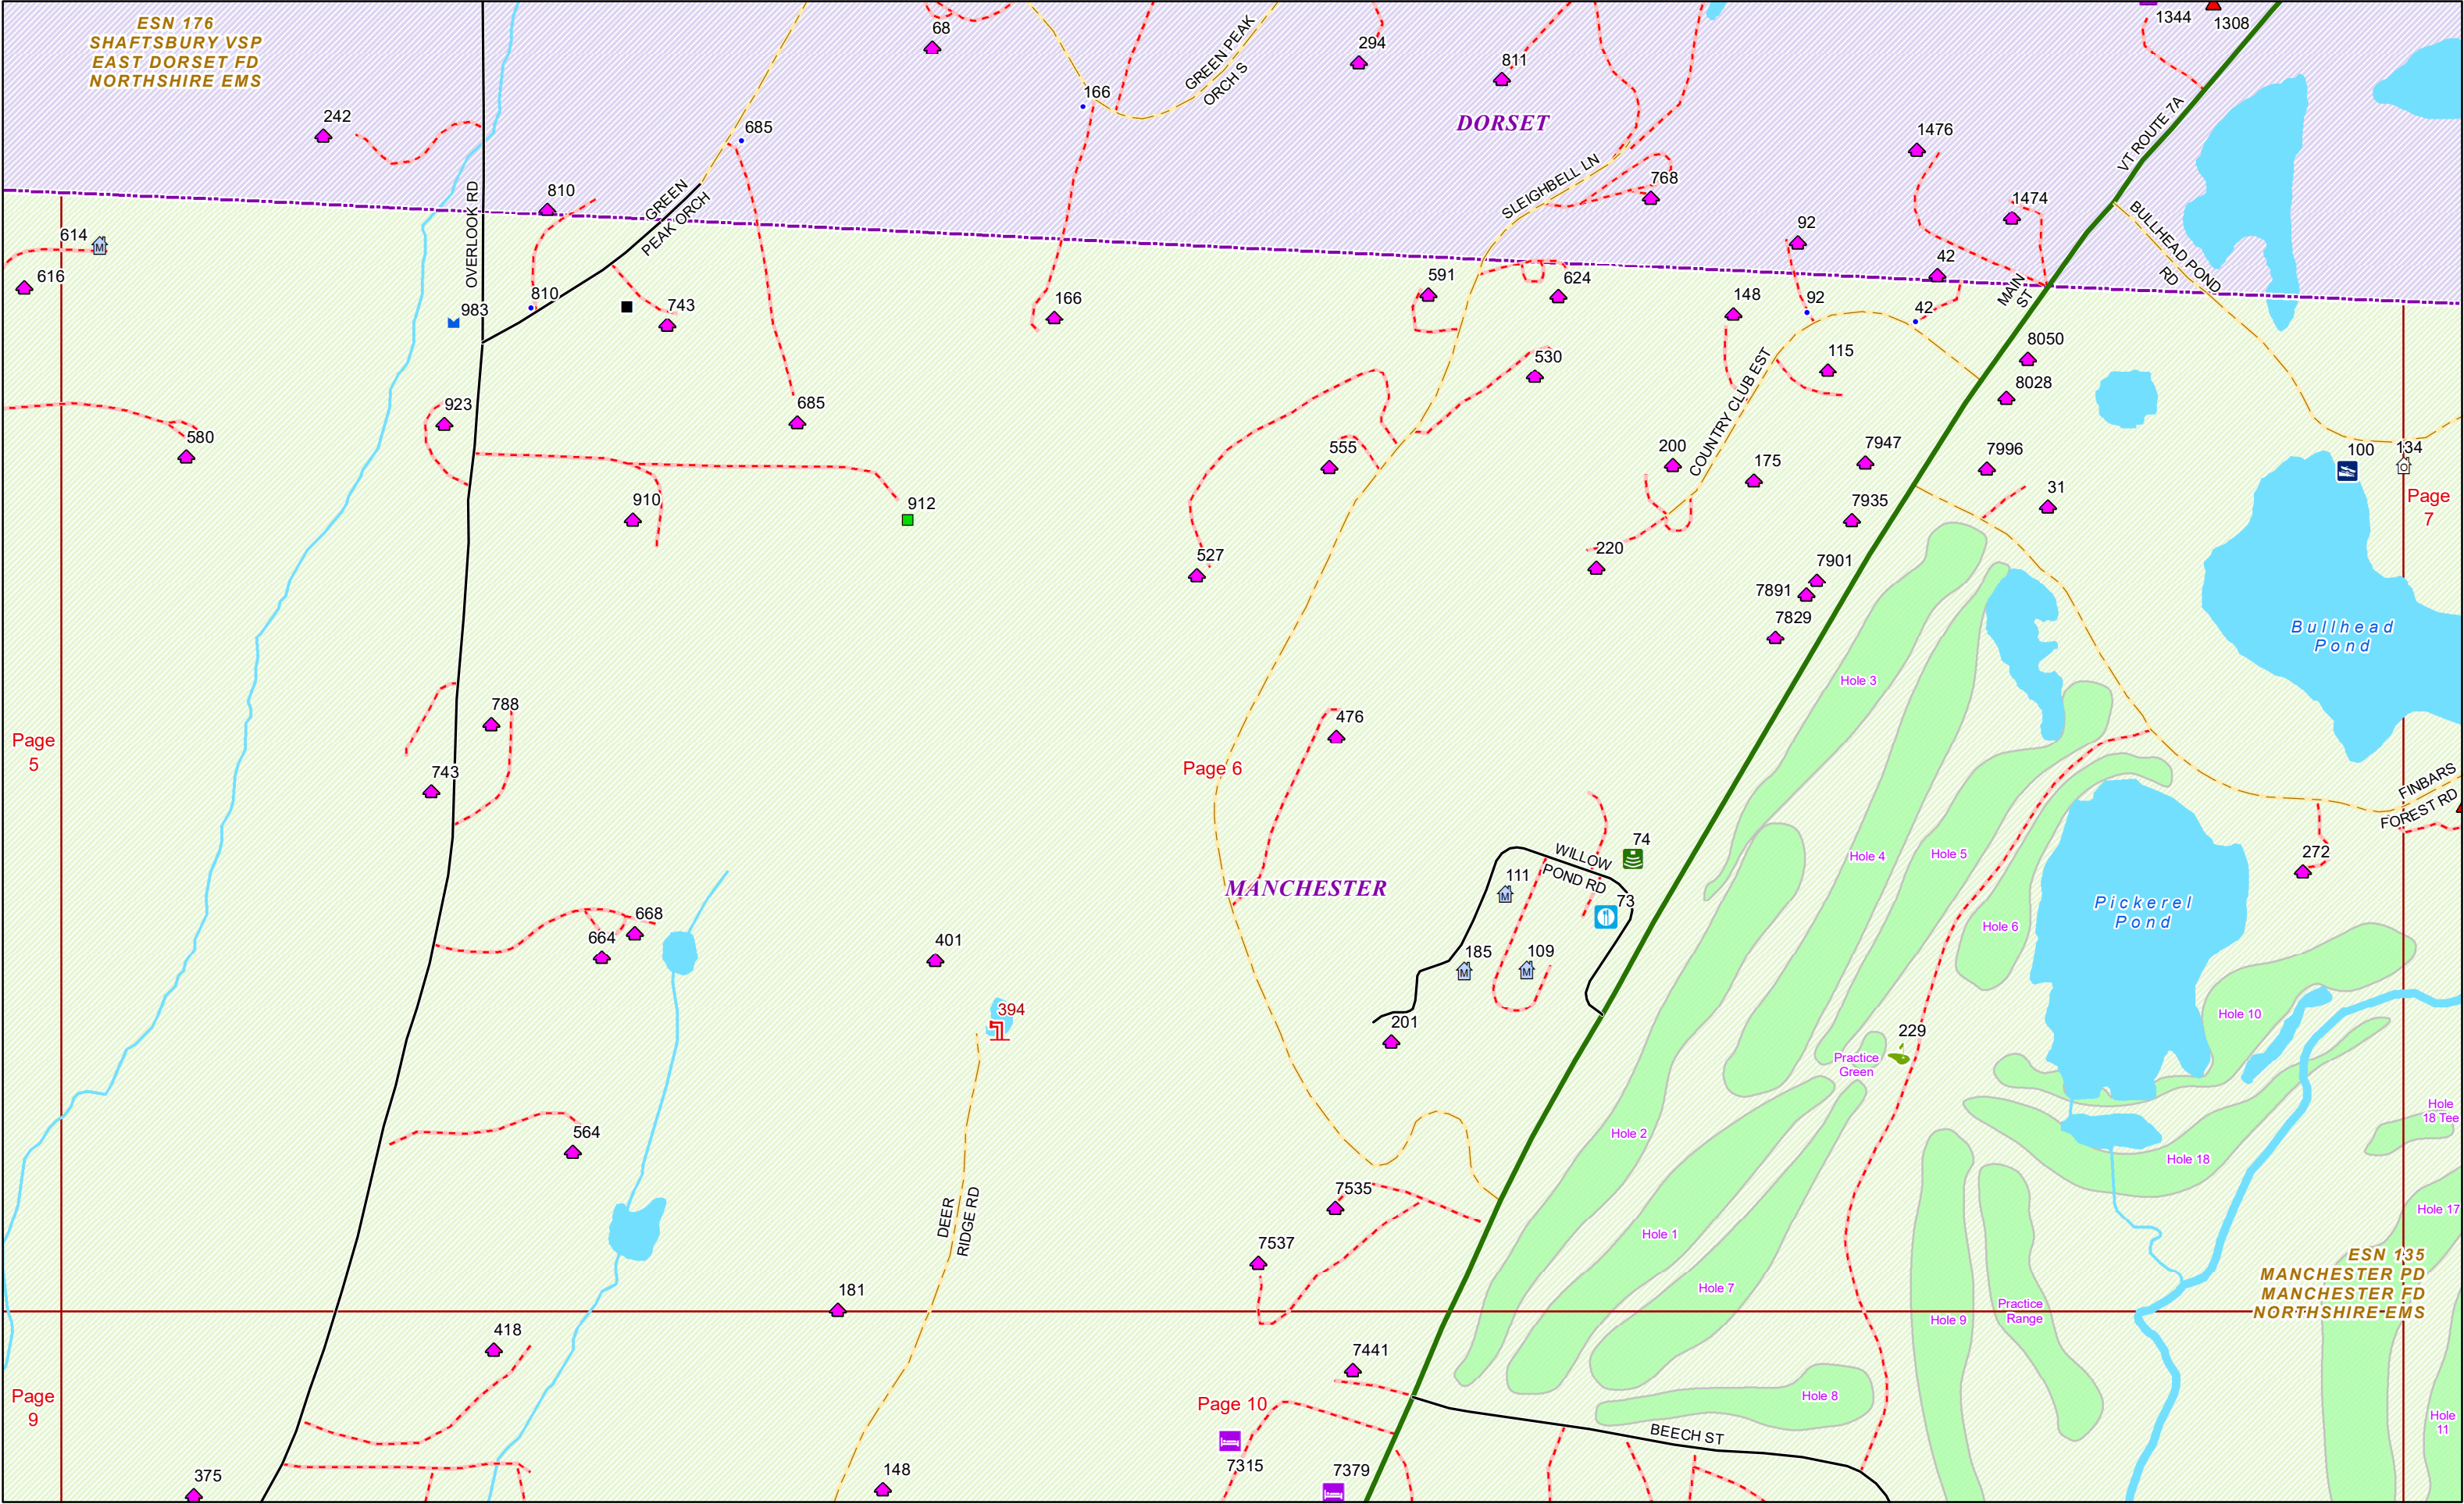 ESN 176
SHAFTSBURY VSP
EAST DORSET FD
NORTHSHIRE EMS
68
166
GREEN PEAK
ORCH S
294
811
1344
1308
242
685
DORSET
1476
VT ROUTE 7A
OVERLOOK RD
810
GREEN
PEAK ORCH
SLEIGHBELL LN
768
1474
BULLHEAD POND
RD
614
616
92
42
MAIN
ST
983
810
743
166
591
624
148
92
42
8050
8028
115
COUNTRY CLUB EST
530
923
685
580
555
200
175
7947
7996
100
134
Page
7
910
912
7935
31
527
220
7901
7891
7829
Bullhead
Pond
Hole 3
788
476
Page
5
743
Page 6
FINBARS
FOREST RD
WILLOW
POND RD
74
Hole 4
Hole 5
272
MANCHESTER
111
73
Pickerel
Pond
668
664
401
185
109
Hole 6
394
201
Hole 10
229
Practice
Green
564
Hole 2
Hole
18 Tee
Hole 18
7535
DEER
RIDGE RD
Hole 17
7537
Hole 1
ESN 135
MANCHESTER PD
MANCHESTER FD
NORTHSHIRE EMS
181
Hole 7
Practice
Range
Hole 9
418
7441
Page
9
Page 10
Hole 8
Hole
11
BEECH ST
7315
7379
375
148